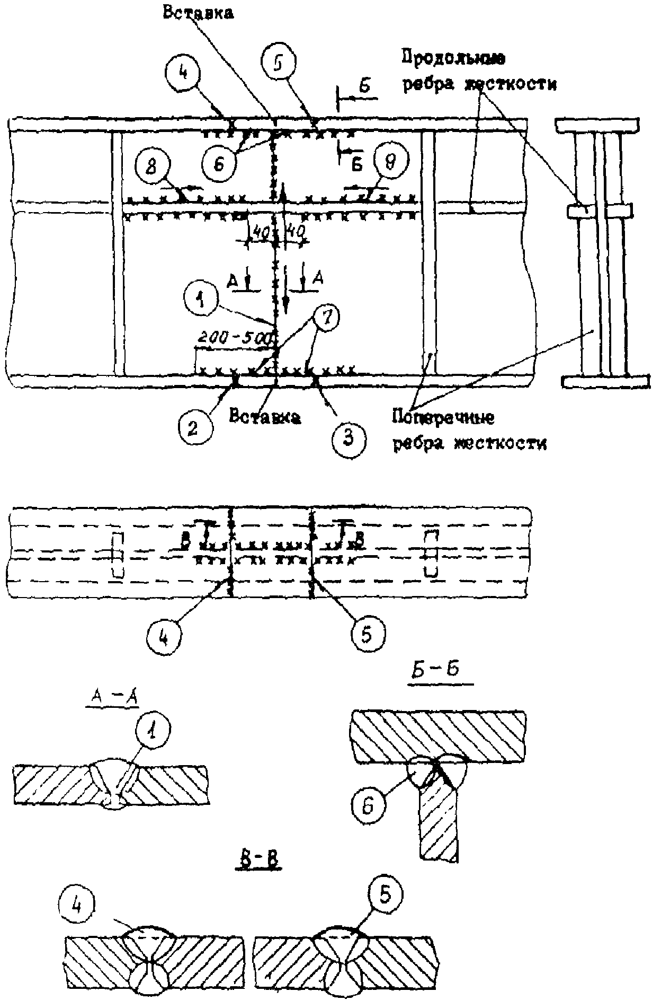 Вставка
4
5
Б
Продольные
ребра жесткости
8
6
Б
9
40
40
А
А
1
7
200-500
2
Вставка
3
Поперечные
ребра жесткости
В
В
4
5
Б-Б
А-А
1
6
В-В
4
5